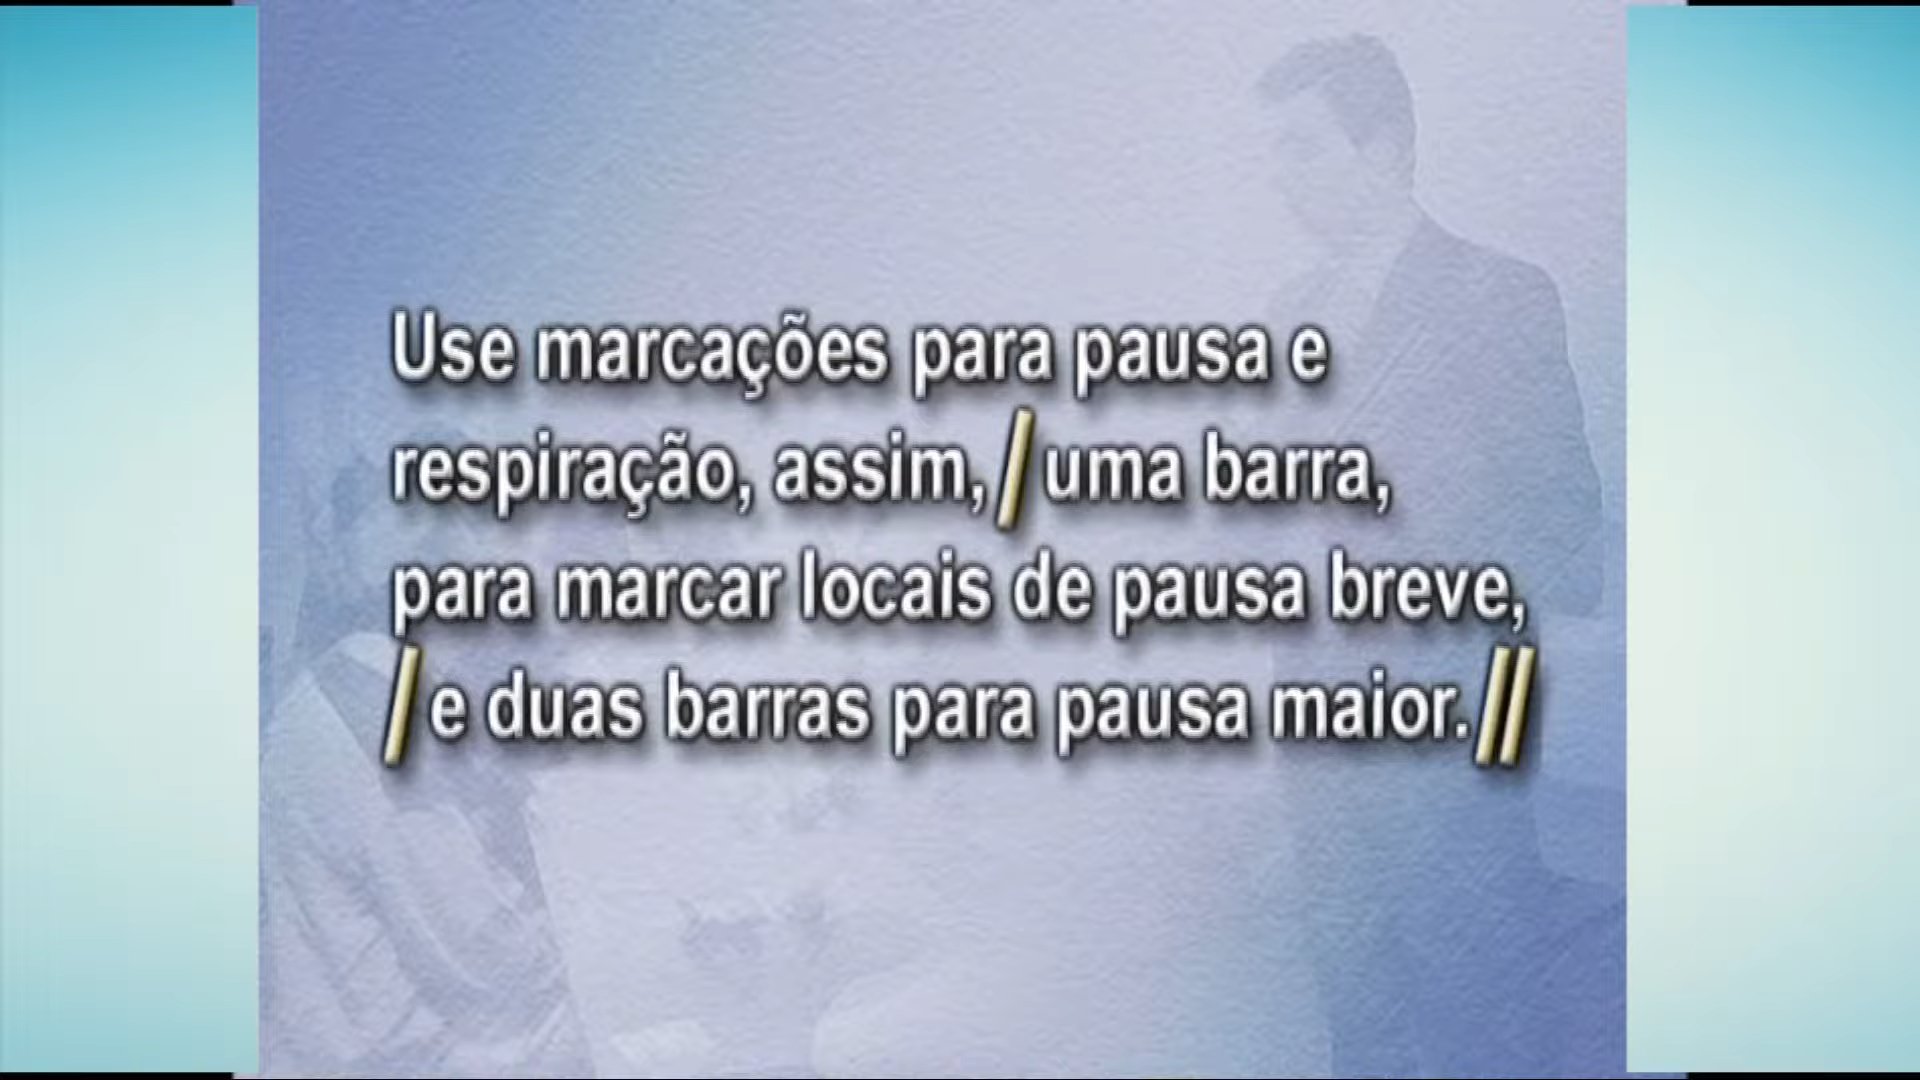 Use marcações para pausa e
respiração, assim, / uma barra,
para marcar locais de pausa breve,
/ e duas barras para pausa maior. //